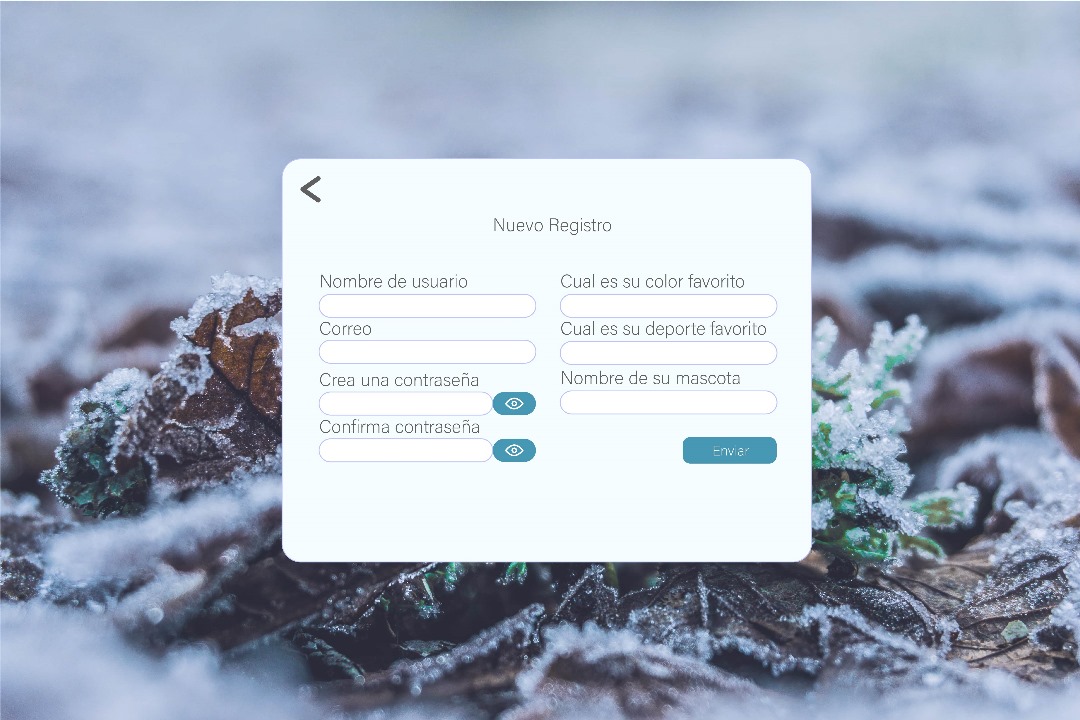 Nuevo Registro
Nombre de usuario
Correo
Crea una contraseña
Confirma contraseña
Cual es su color favorito
Cual es su deporte favorito
Nombre de su mascota
Enviar